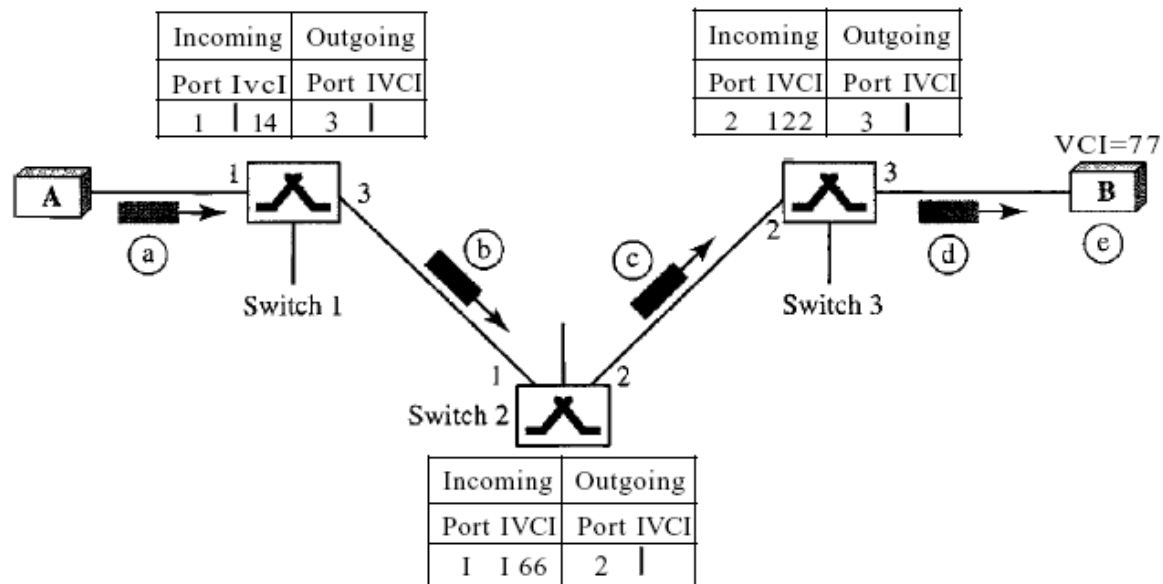 Incoming Outgoing
Port IvcI Port IVCI
1 | 14 3 |
Incoming Outgoing
Port IVCI Port IVCI
2 122 3 |
VCI=77
A
1
3
a
b
c
2
3
d
B
e
Switch 1
Switch 3
1
2
Switch 2
Incoming Outgoing
Port IVCI Port IVCI
I I 66 2 |